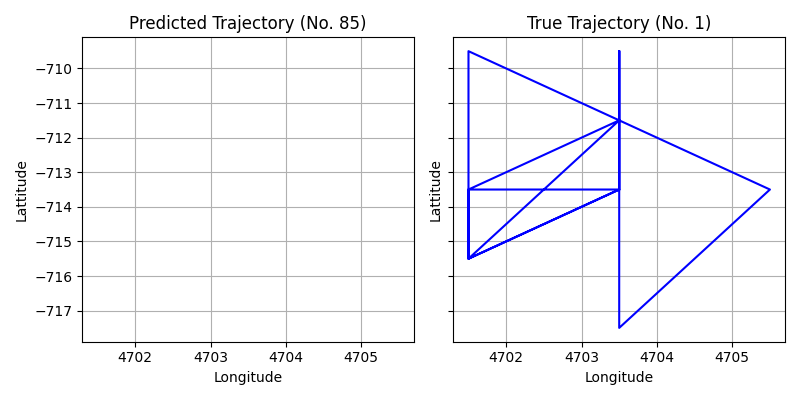 Predicted Trajectory (No. 85)
True Trajectory (No. 1)
Lattitude
−710
−711
−712
−713
−714
−715
−716
−717
4702 4703 4704 4705
Longitude
Lattitude
4702 4703 4704 4705
Longitude